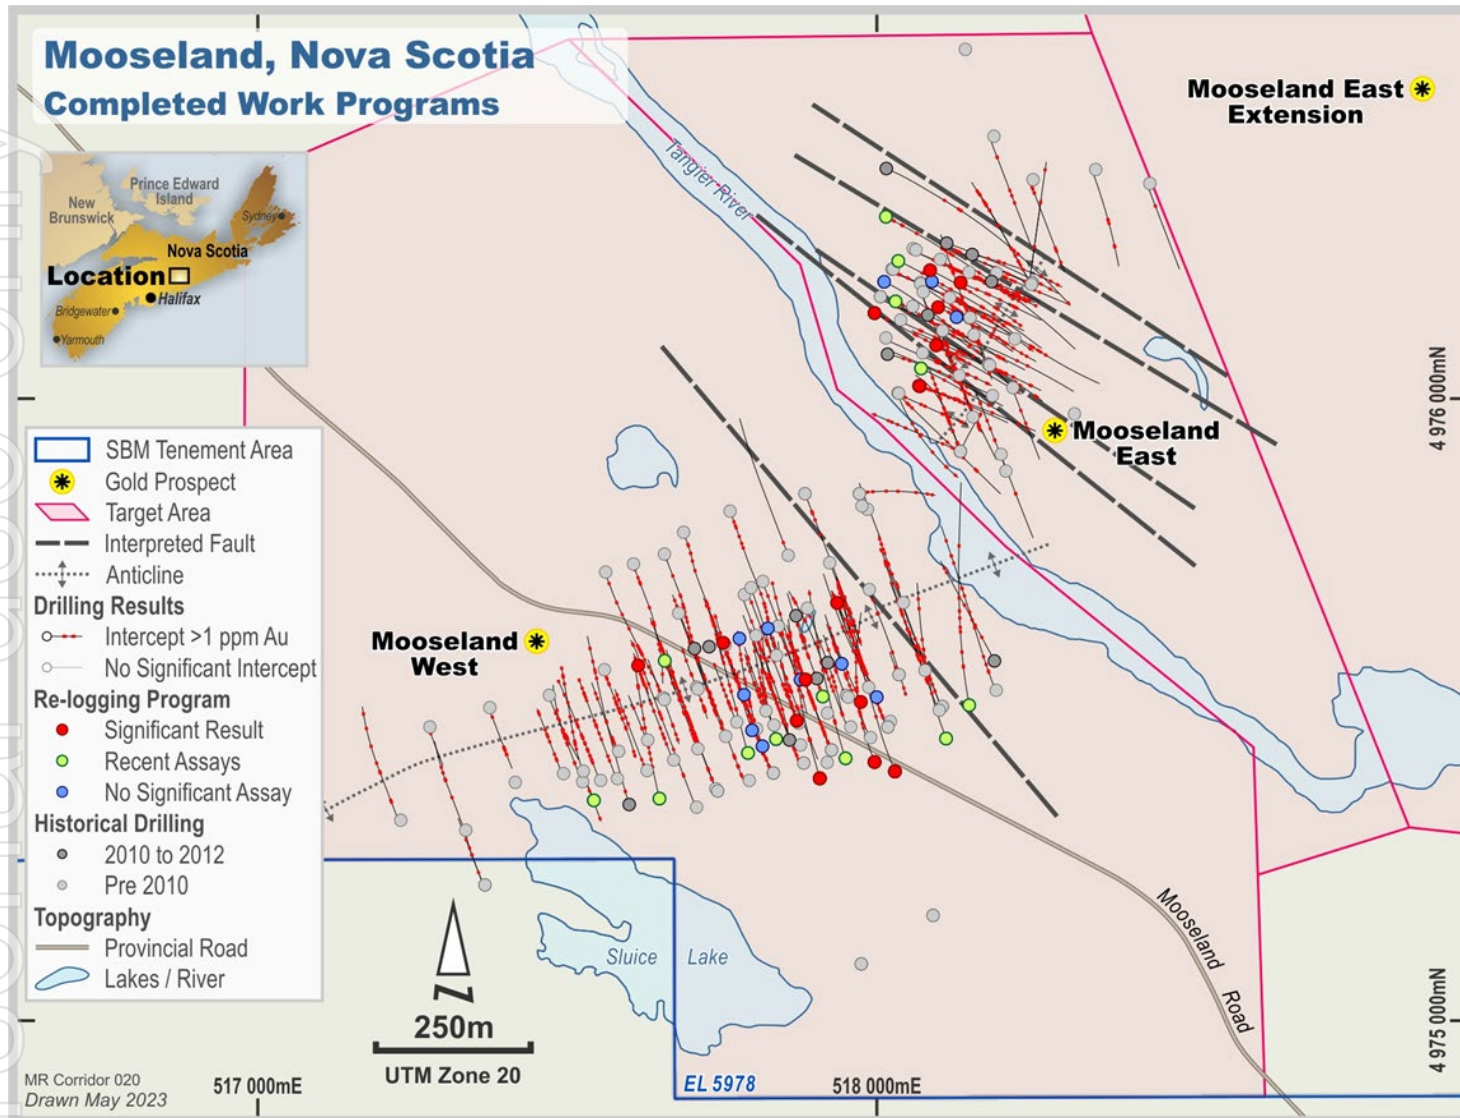 Mooseland, Nova Scotia
Completed Work Programs
Mooseland East
Extension
Tangier River
Prince Edward
Island
New
Brunswick
Sydney
Nova Scotia
Location
Halifax
Bridgewater
Yarmouth
4 976 000mN
Mooseland
East
SBM Tenement Area
Gold Prospect
Target Area
Interpreted Fault
Anticline
Drilling Results
Intercept >1 ppm Au
No Significant Intercept
Re-logging Program
Significant Result
Recent Assays
No Significant Assay
Historical Drilling
2010 to 2012
Pre 2010
Topography
Provincial Road
Lakes / River
Mooseland
West
Sluice Lake
Mooseland Road
4 975 000mN
N
250m
UTM Zone 20
EL 5978
MR Corridor 020
Drawn May 2023
517 000mE
518 000mE